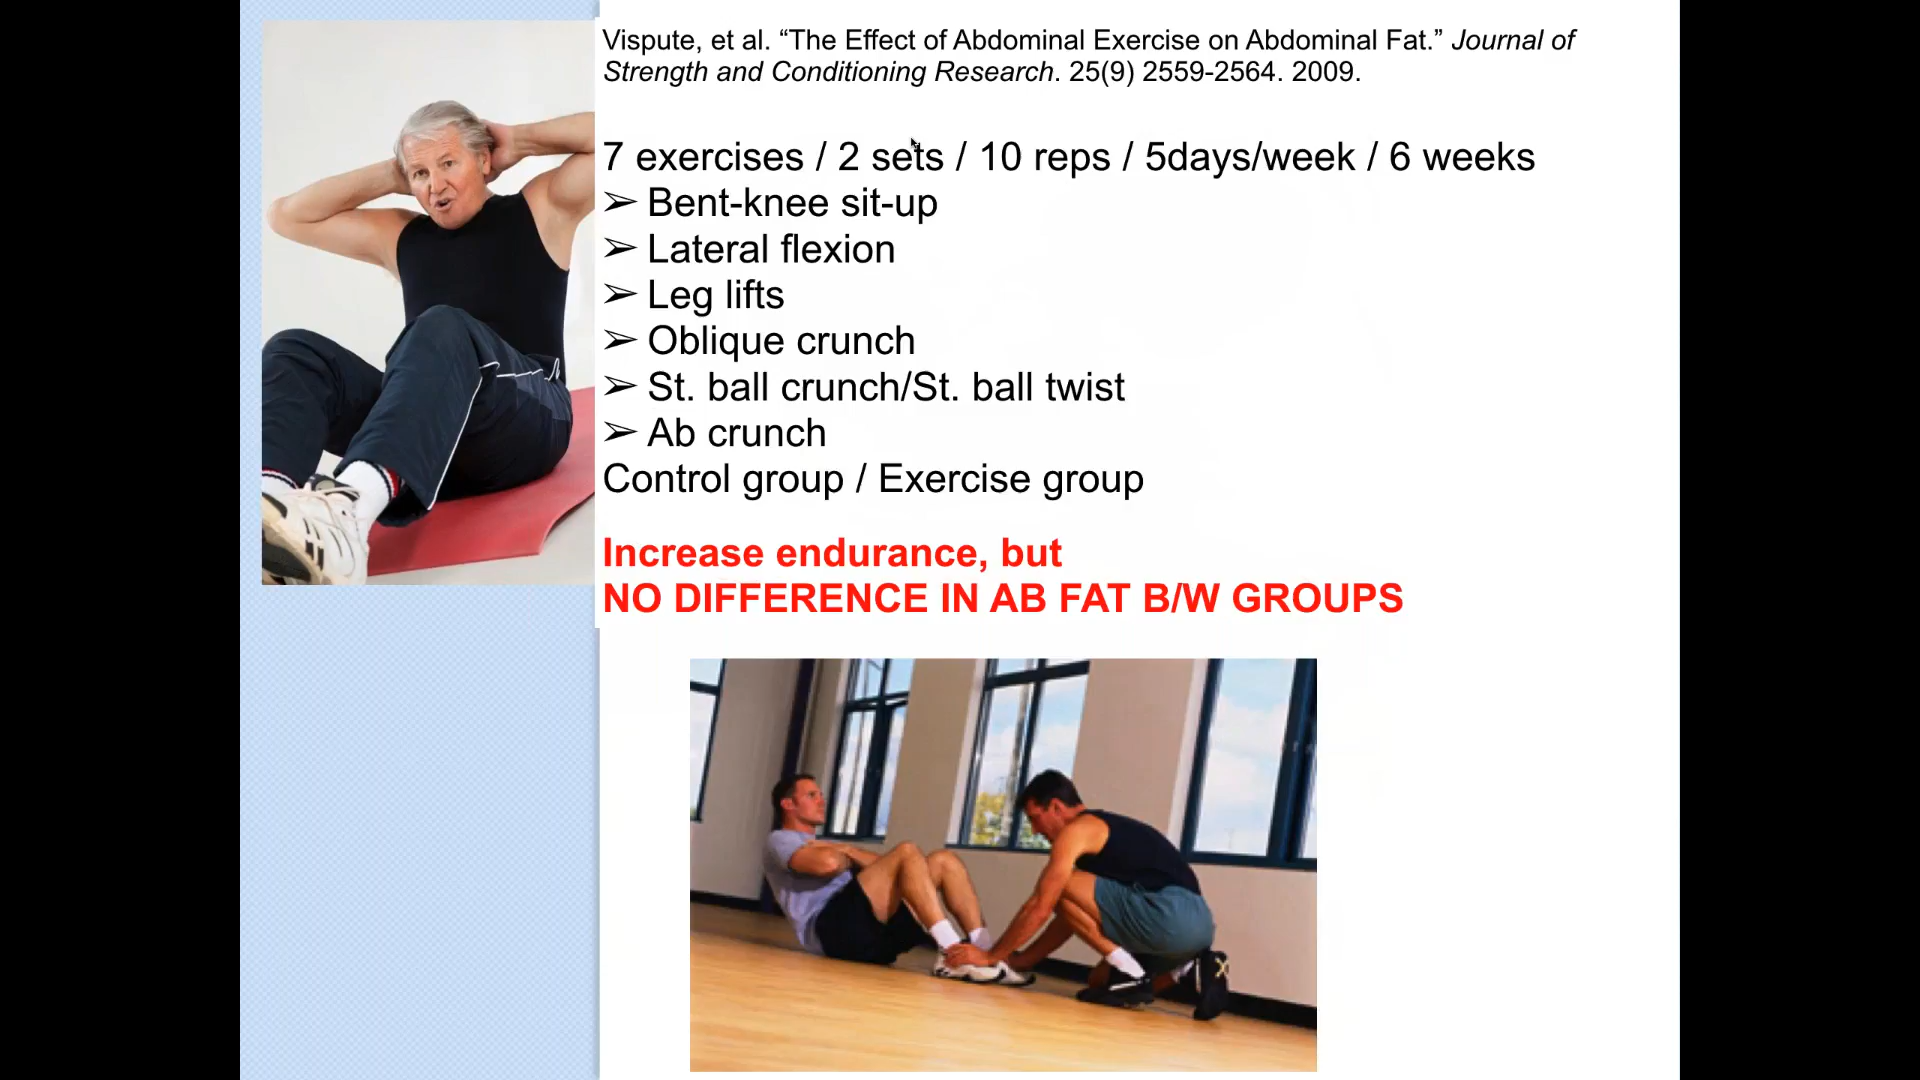 Vispute, et al. “The Effect of Abdominal Exercise on Abdominal Fat.” Journal of
Strength and Conditioning Research. 25(9) 2559-2564. 2009.
7 exercises / 2 sets / 10 reps / 5days/week / 6 weeks
➢ Bent-knee sit-up
➢ Lateral flexion
➢ Leg lifts
➢ Oblique crunch
➢ St. ball crunch/St. ball twist
➢ Ab crunch
Control group / Exercise group
Increase endurance, but
NO DIFFERENCE IN AB FAT B/W GROUPS